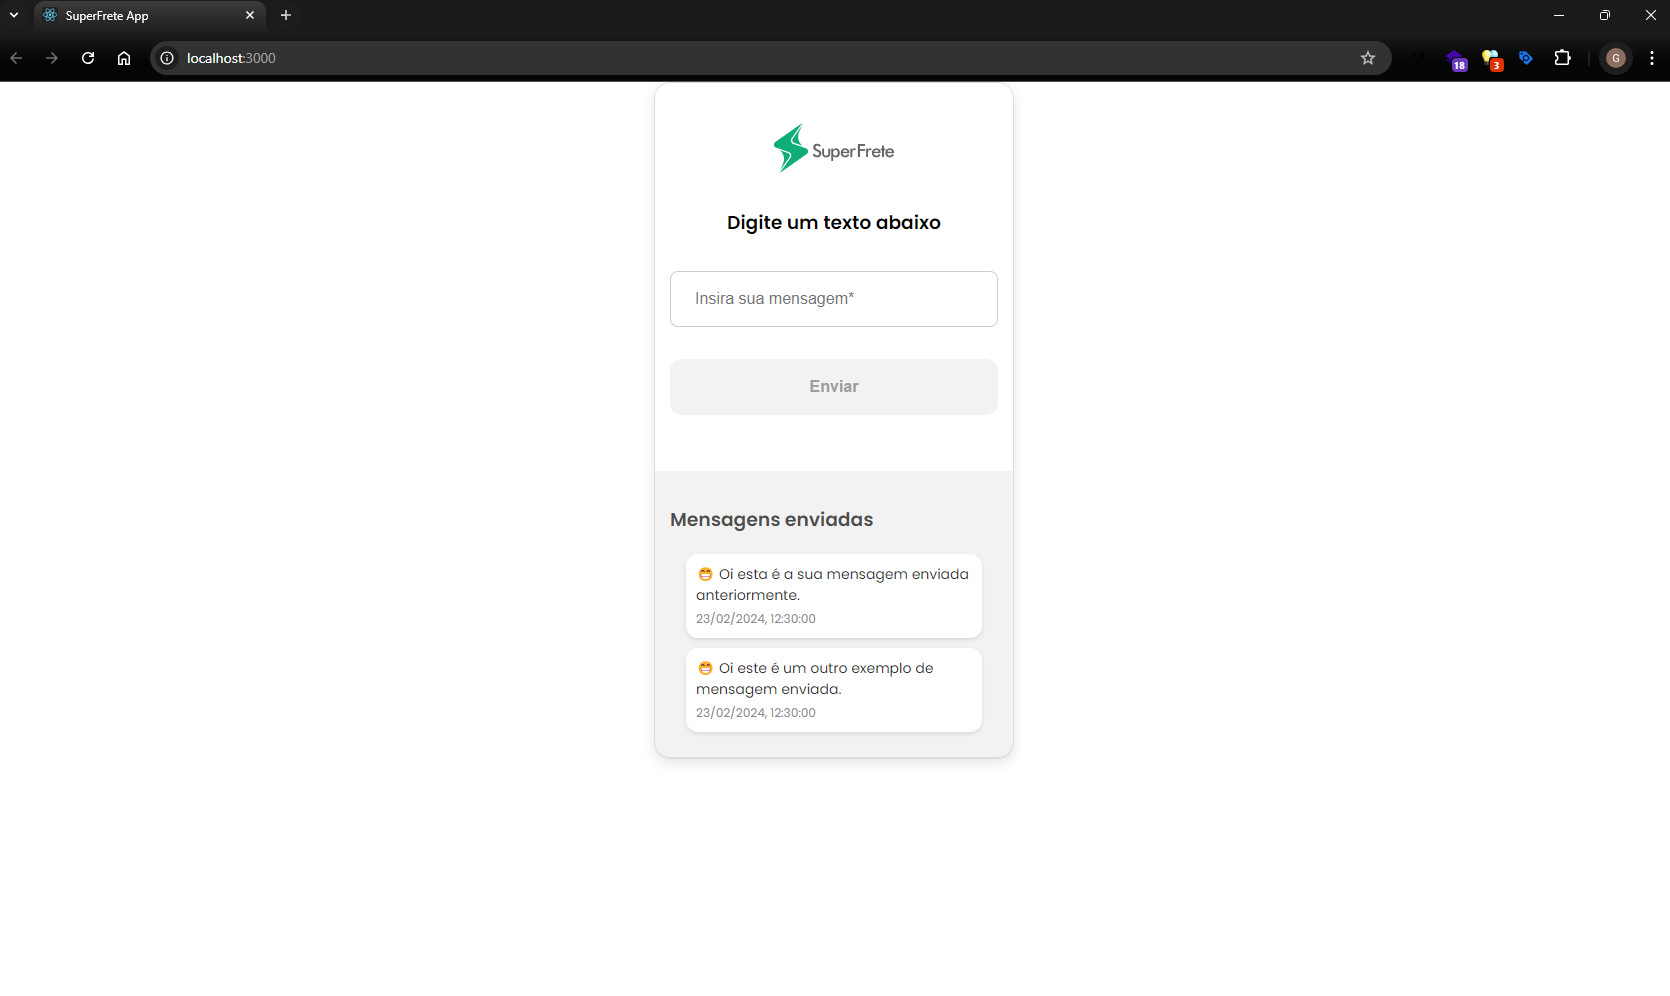 SuperFrete App
localhost:3000
18
3
G
SuperFrete
Digite um texto abaixo
Insira sua mensagem*
Enviar
Mensagens enviadas
😁 Oi esta é a sua mensagem enviada
anteriormente.
23/02/2024, 12:30:00
😁 Oi este é um outro exemplo de
mensagem enviada.
23/02/2024, 12:30:00